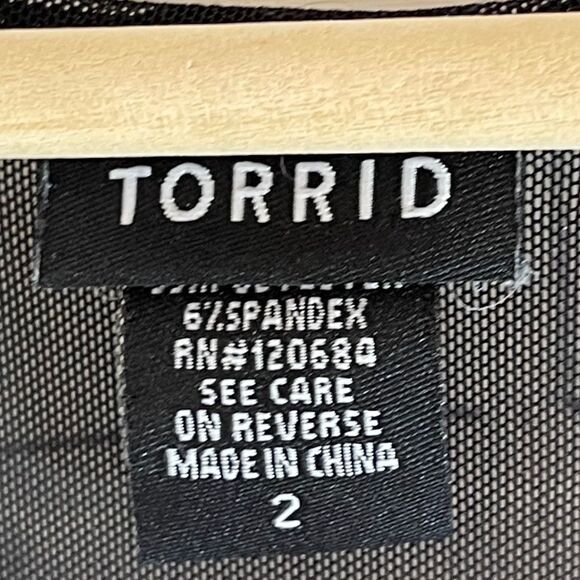 TORRID
6%SPANDEX
RN#120684
SEE CARE
ON REVERSE
MADE IN CHINA
2